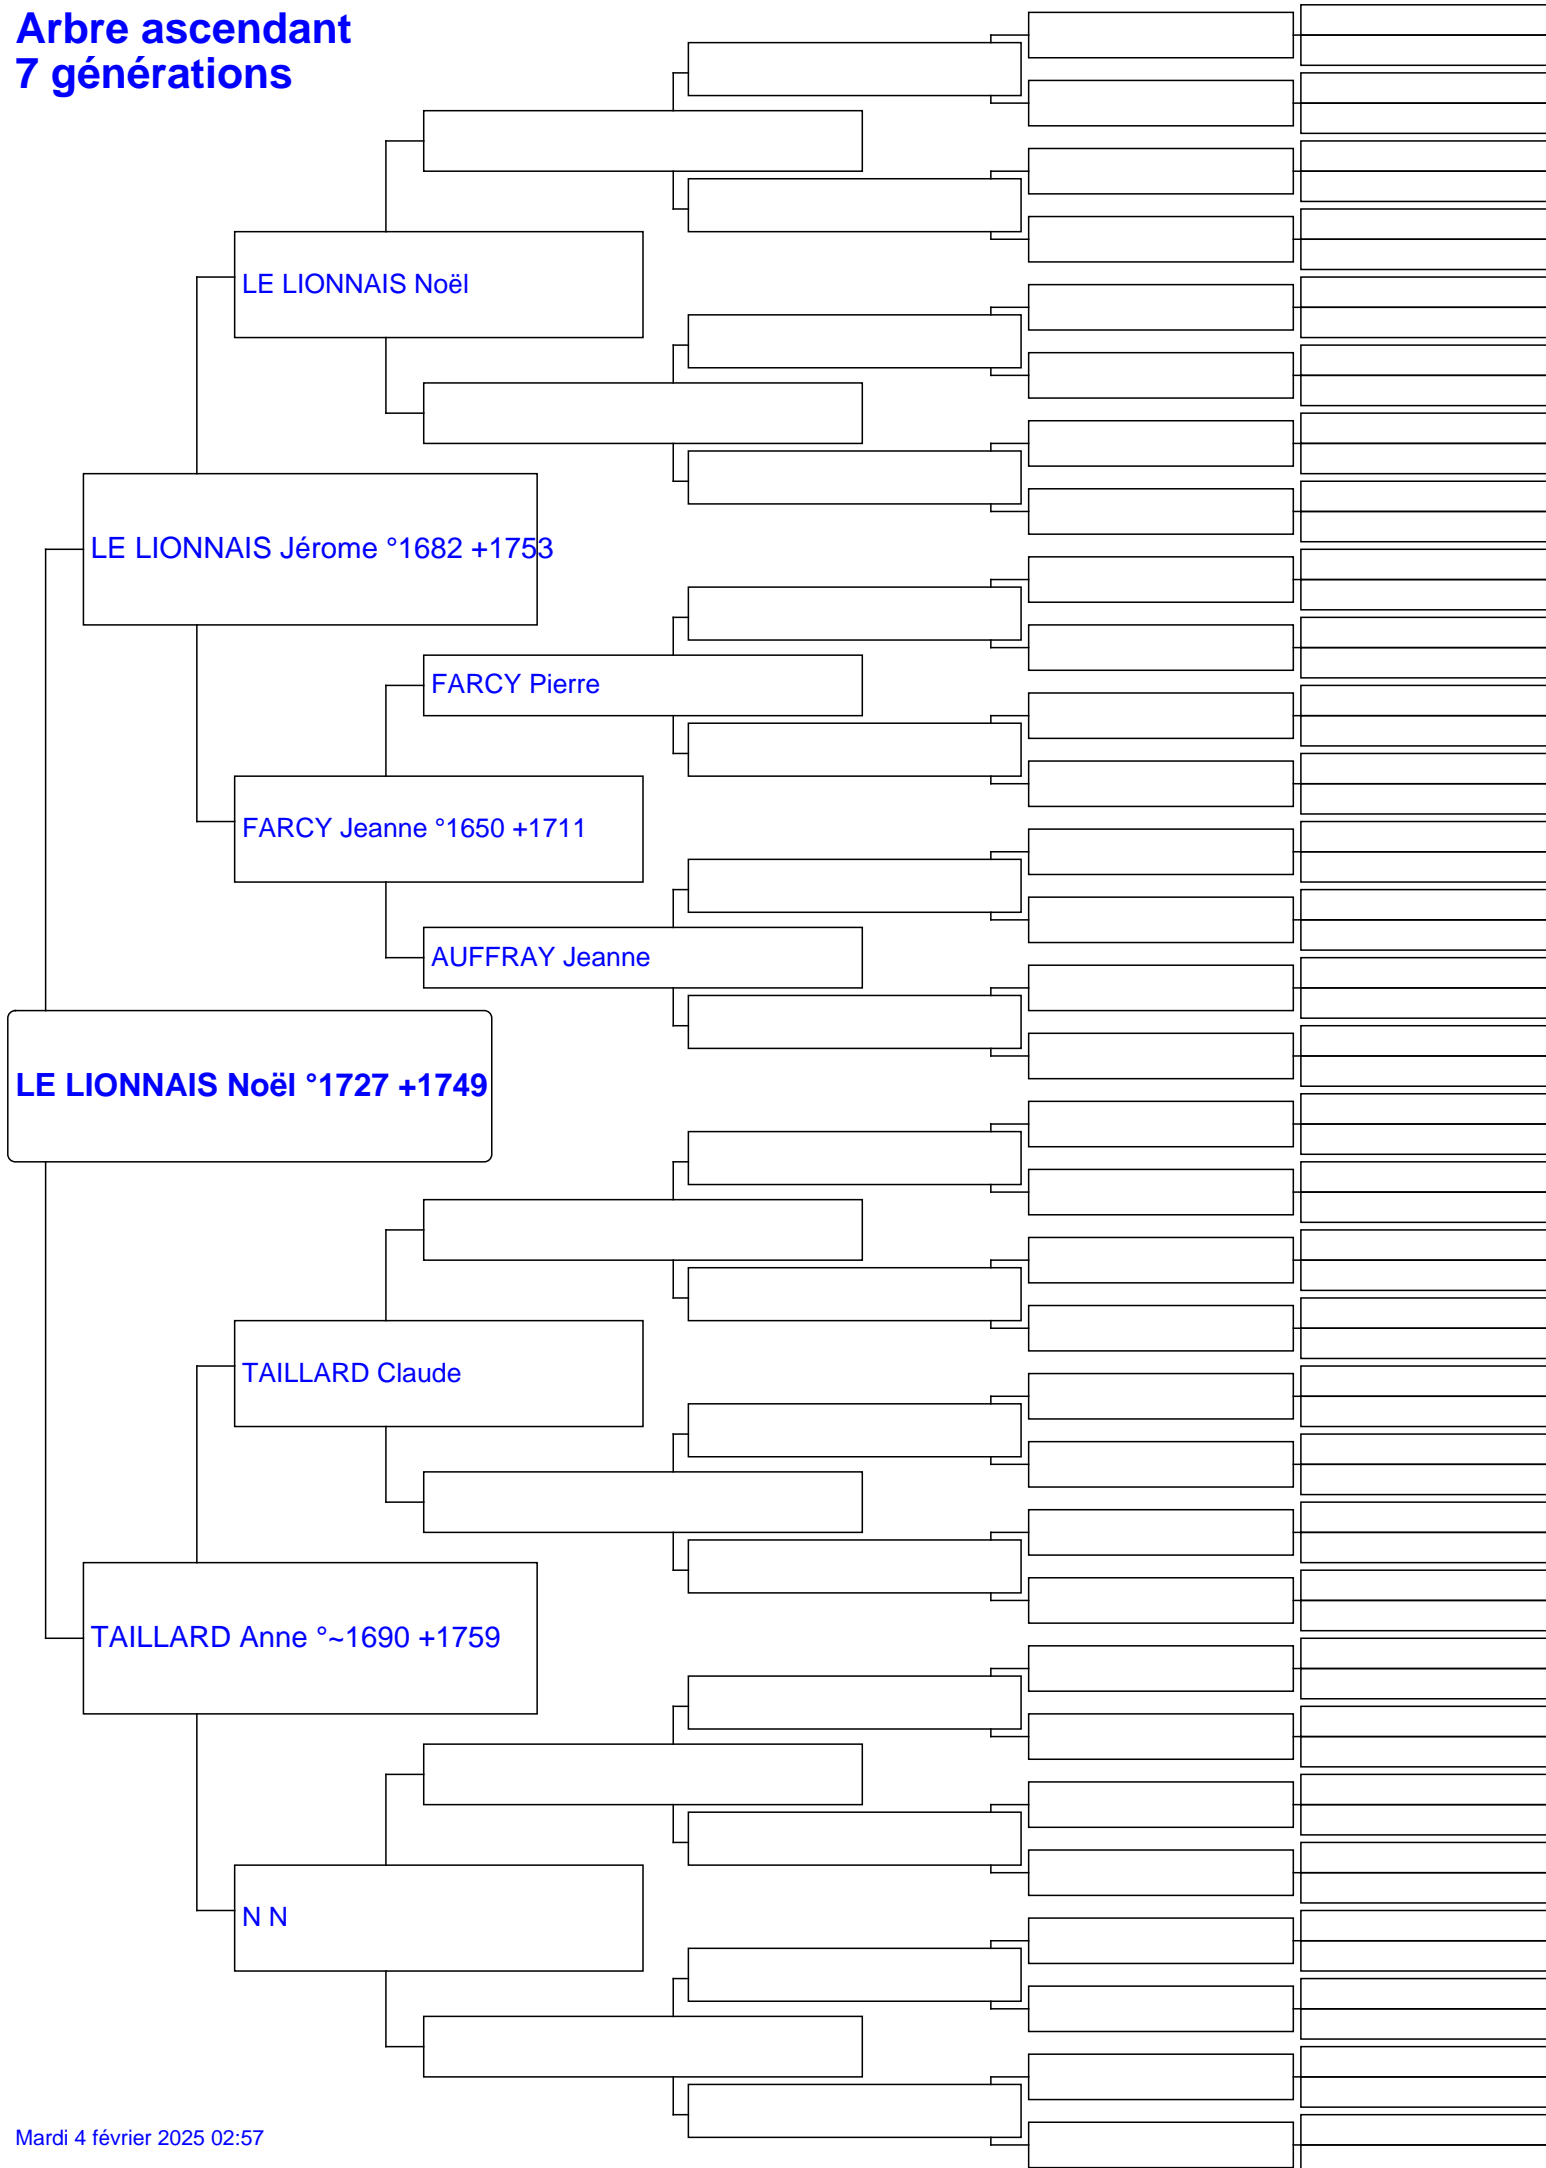 Arbre ascendant
7 générations
LE LIONNAIS Noël
LE LIONNAIS Jérome °1682 +1753
FARCY Pierre
FARCY Jeanne °1650 +1711
AUFFRAY Jeanne
LE LIONNAIS Noël °1727 +1749
TAILLARD Claude
TAILLARD Anne °~1690 +1759
N N
Mardi 4 février 2025 02:57